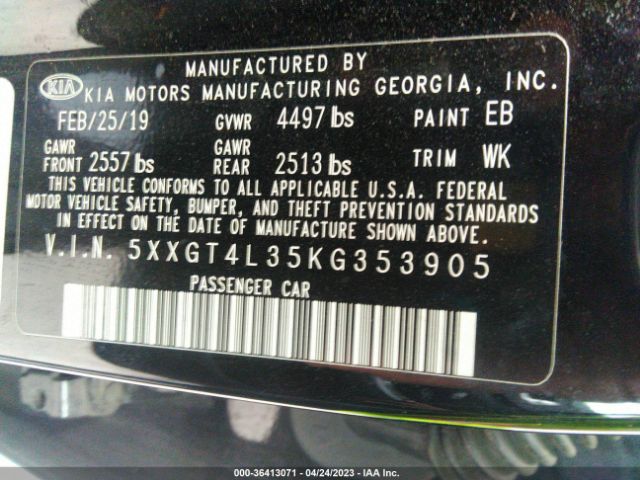 MANUFACTURED BY
KIA KIA MOTORS MANUFACTURING GEORGIA, INC.
FEB/25/19 GVWR 4497 lbs PAINT EB
GAWR FRONT 2557 lbs GAWR REAR 2513 lbs TRIM WK
THIS VEHICLE CONFORMS TO ALL APPLICABLE U.S.A. FEDERAL
MOTOR VEHICLE SAFETY, BUMPER, AND THEFT PREVENTION STANDARDS
IN EFFECT ON THE DATE OF MANUFACTURE SHOWN ABOVE.
V.I.N. 5XXGT4L35KG353905
PASSENGER CAR
000-36413071 - 04/24/2023 - IAA Inc.